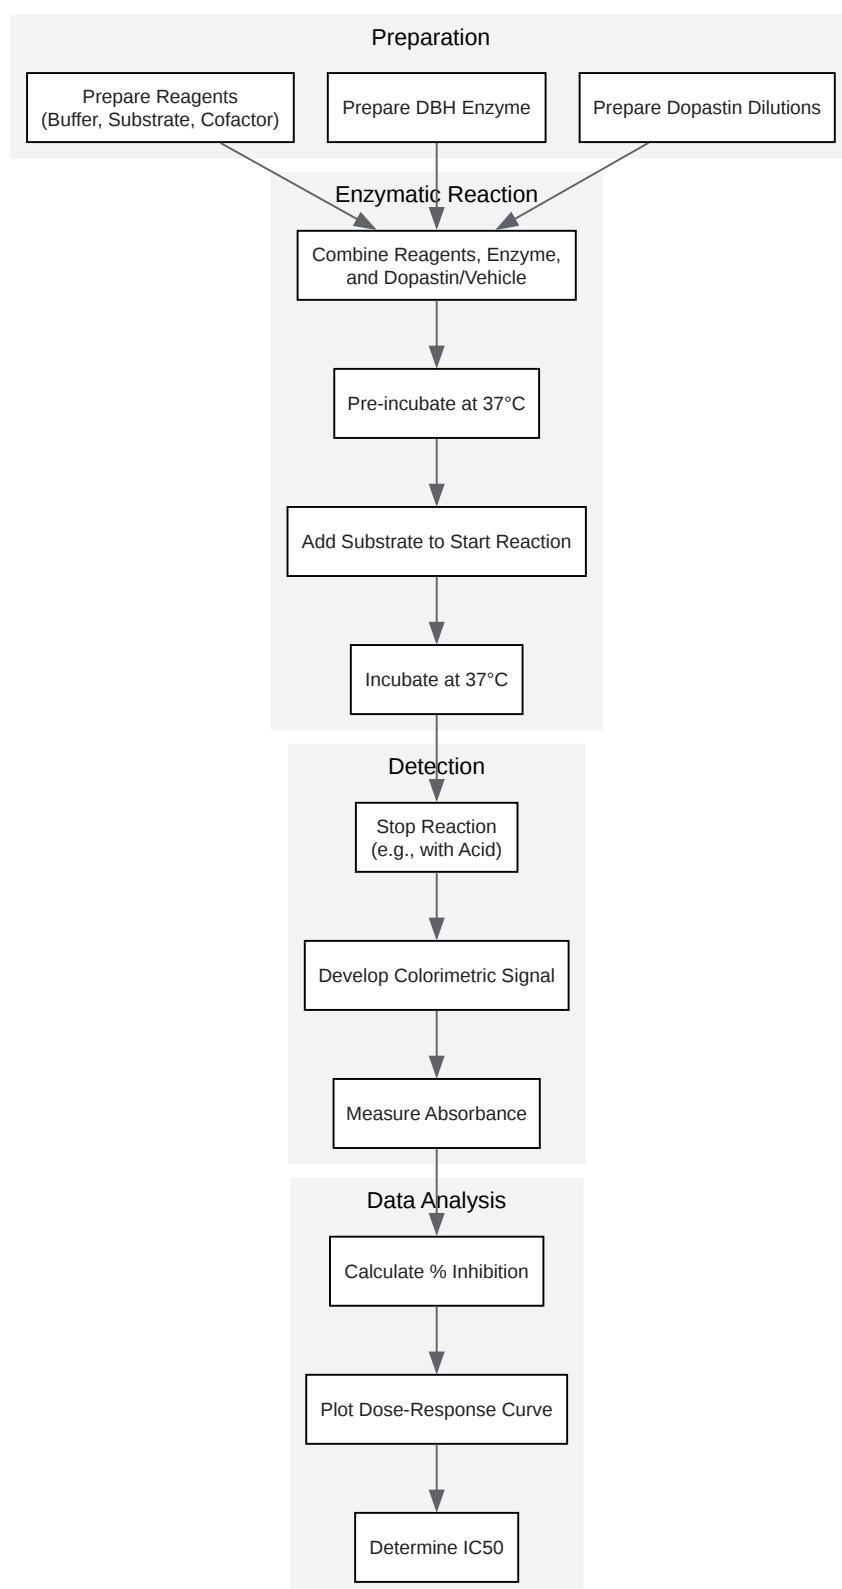 Preparation
Prepare Reagents
(Buffer, Substrate, Cofactor)
Prepare DBH Enzyme
Prepare Dopastin Dilutions
Enzymatic Reaction
Combine Reagents, Enzyme,
and Dopastin/Vehicle
Pre-incubate at 37°C
Add Substrate to Start Reaction
Incubate at 37°C
Detection
Stop Reaction
(e.g., with Acid)
Develop Colorimetric Signal
Measure Absorbance
Data Analysis
Calculate % Inhibition
Plot Dose-Response Curve
Determine IC50